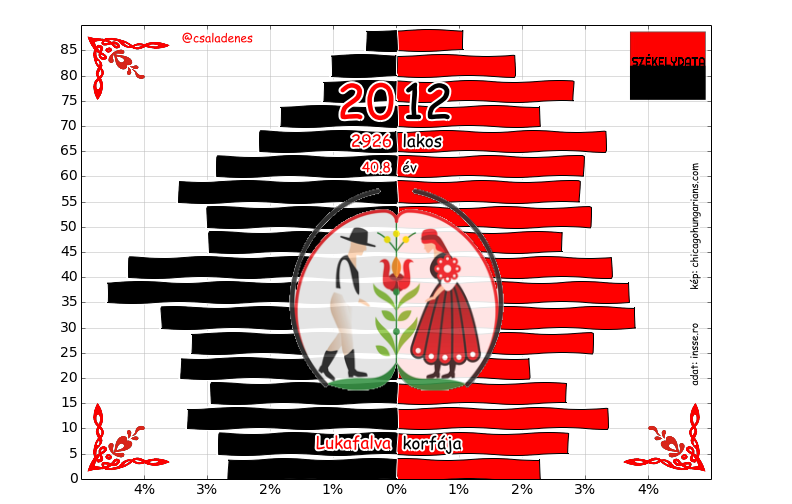 @csaladenes
SZÉKELYDATA
2012
2926 lakos
40.8 év
kép: chicagohungarians.com
adat: insse.ro
Lukafalva korfája
85
80
75
70
65
60
55
50
45
40
35
30
25
20
15
10
5
0
4% 3% 2% 1% 0% 1% 2% 3% 4%